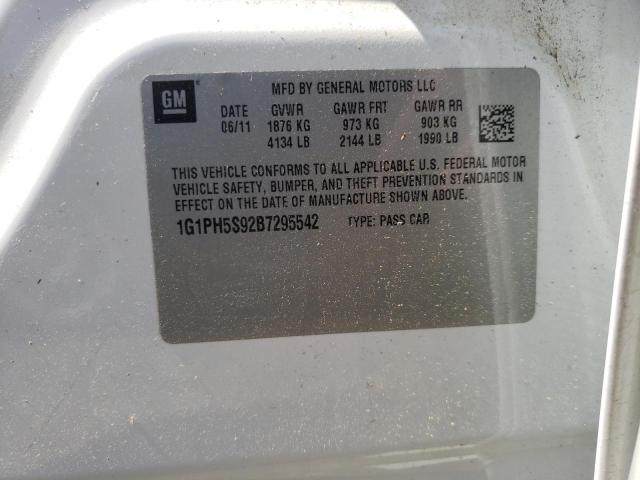 GM
MFD BY GENERAL MOTORS LLC
DATE GVWR GAWR FRT GAWR RR
06/11 1876 KG 973 KG 903 KG
4134 LB 2144 LB 1990 LB
THIS VEHICLE CONFORMS TO ALL APPLICABLE U.S. FEDERAL MOTOR
VEHICLE SAFETY, BUMPER, AND THEFT PREVENTION STANDARDS IN
EFFECT ON THE DATE OF MANUFACTURE SHOWN ABOVE.
1G1PH5S92B7295542 TYPE: PASS CAR